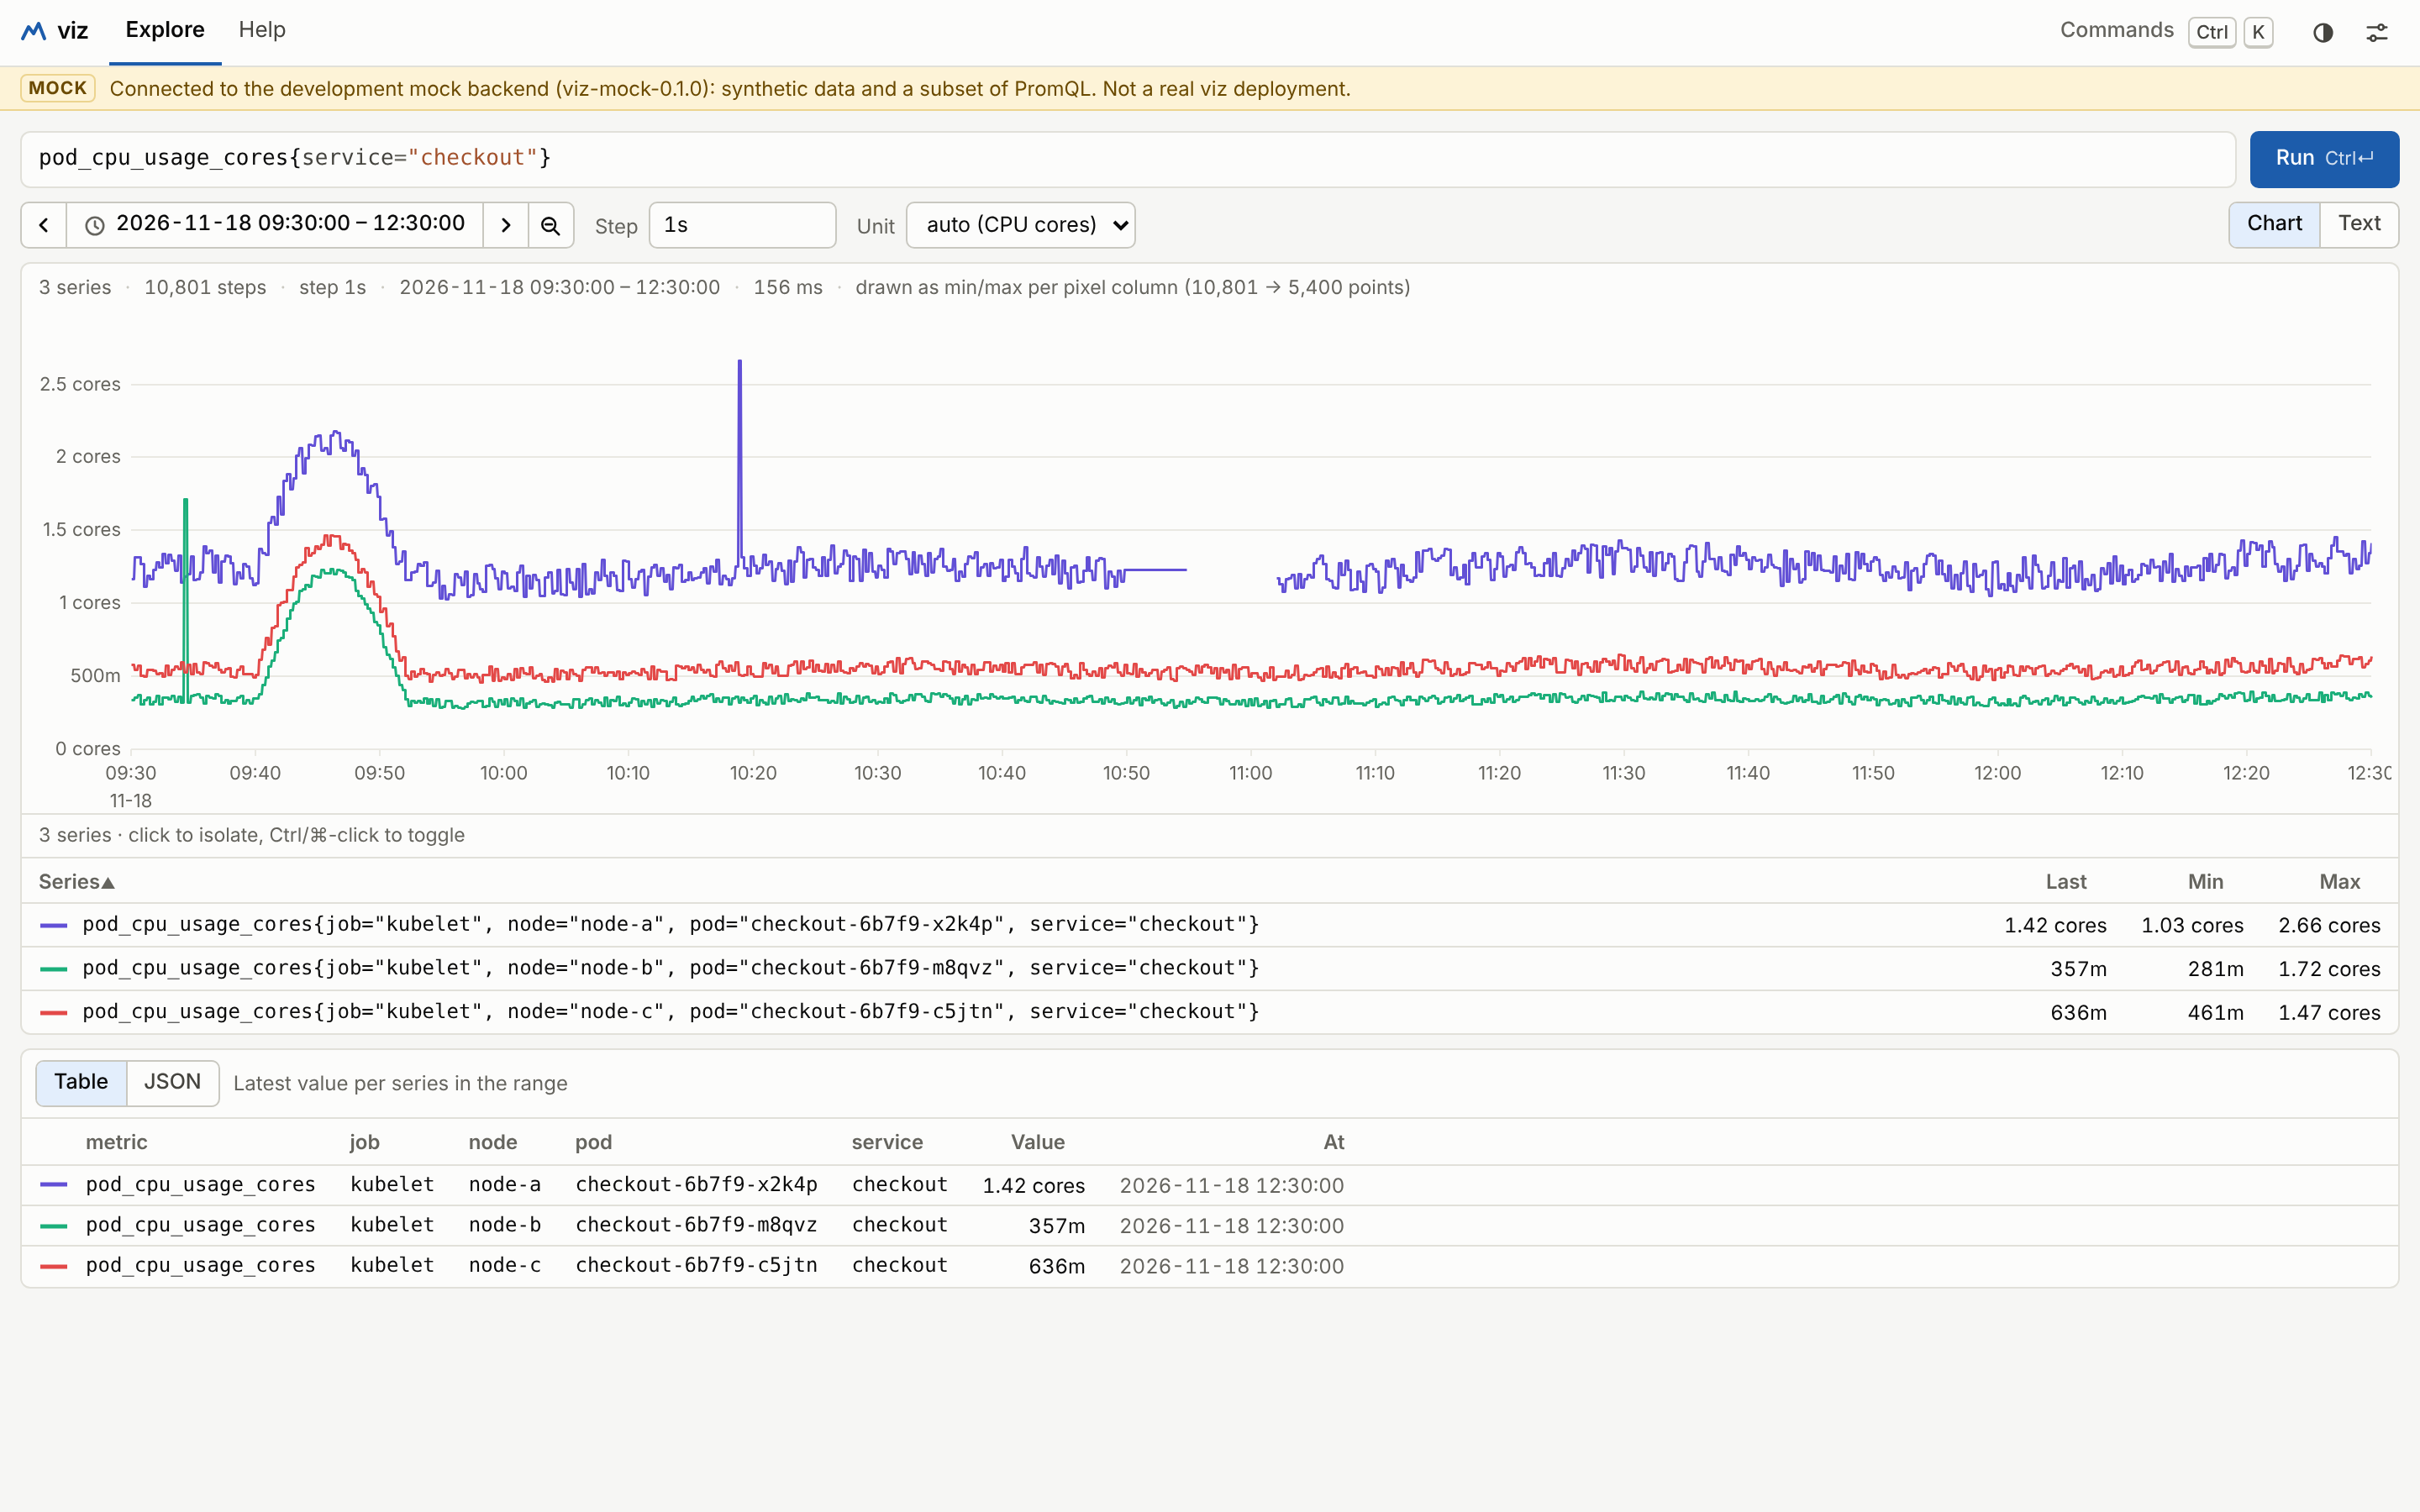 viz Explore Help Commands Ctrl K
MOCK Connected to the development mock backend (viz-mock-0.1.0): synthetic data and a subset of PromQL. Not a real viz deployment.
pod_cpu_usage_cores{service="checkout"} Run Ctrl↵
2026-11-18 09:30:00 – 12:30:00 Step 1s Unit auto (CPU cores) Chart Text
3 series · 10,801 steps · step 1s · 2026-11-18 09:30:00 – 12:30:00 · 156 ms · drawn as min/max per pixel column (10,801 → 5,400 points)
2.5 cores
2 cores
1.5 cores
1 cores
500m
0 cores
09:30 09:40 09:50 10:00 10:10 10:20 10:30 10:40 10:50 11:00 11:10 11:20 11:30 11:40 11:50 12:00 12:10 12:20 12:30
11-18
3 series · click to isolate, Ctrl/⌘-click to toggle
Series▲ Last Min Max
pod_cpu_usage_cores{job="kubelet", node="node-a", pod="checkout-6b7f9-x2k4p", service="checkout"} 1.42 cores 1.03 cores 2.66 cores
pod_cpu_usage_cores{job="kubelet", node="node-b", pod="checkout-6b7f9-m8qvz", service="checkout"} 357m 281m 1.72 cores
pod_cpu_usage_cores{job="kubelet", node="node-c", pod="checkout-6b7f9-c5jtn", service="checkout"} 636m 461m 1.47 cores
Table JSON Latest value per series in the range
metric job node pod service Value At
pod_cpu_usage_cores kubelet node-a checkout-6b7f9-x2k4p checkout 1.42 cores 2026-11-18 12:30:00
pod_cpu_usage_cores kubelet node-b checkout-6b7f9-m8qvz checkout 357m 2026-11-18 12:30:00
pod_cpu_usage_cores kubelet node-c checkout-6b7f9-c5jtn checkout 636m 2026-11-18 12:30:00